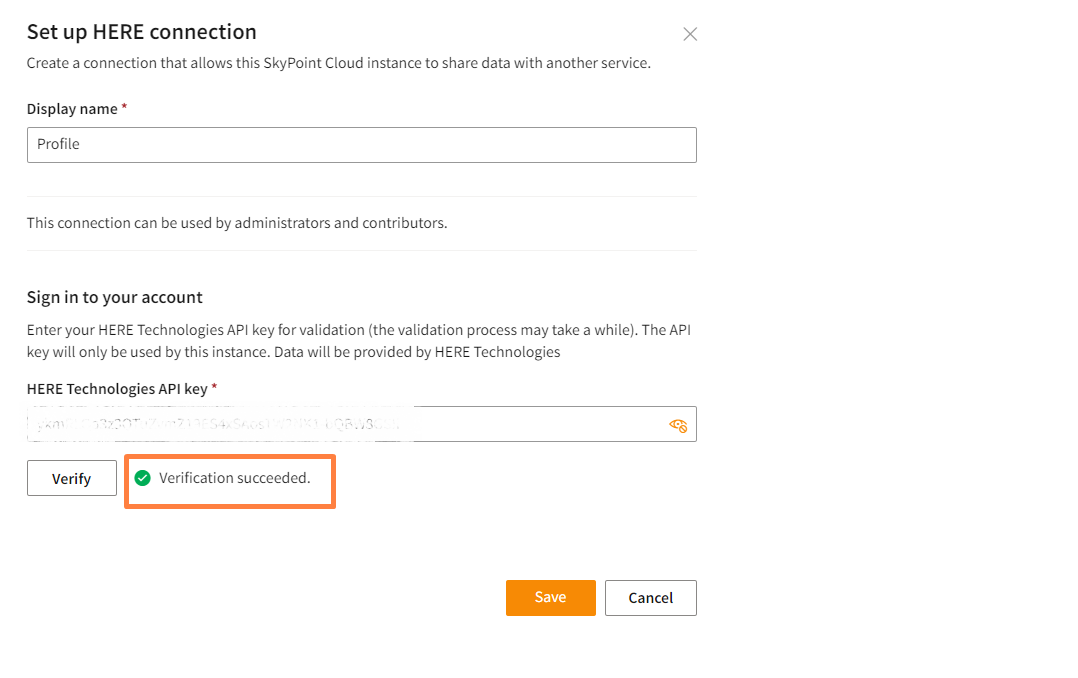 Set up HERE connection
Create a connection that allows this SkyPoint Cloud instance to share data with another service.
Display name *
Profile
This connection can be used by administrators and contributors.
Sign in to your account
Enter your HERE Technologies API key for validation (the validation process may take a while). The API
key will only be used by this instance. Data will be provided by HERE Technologies
HERE Technologies API key *
Verify
Verification succeeded.
Save
Cancel